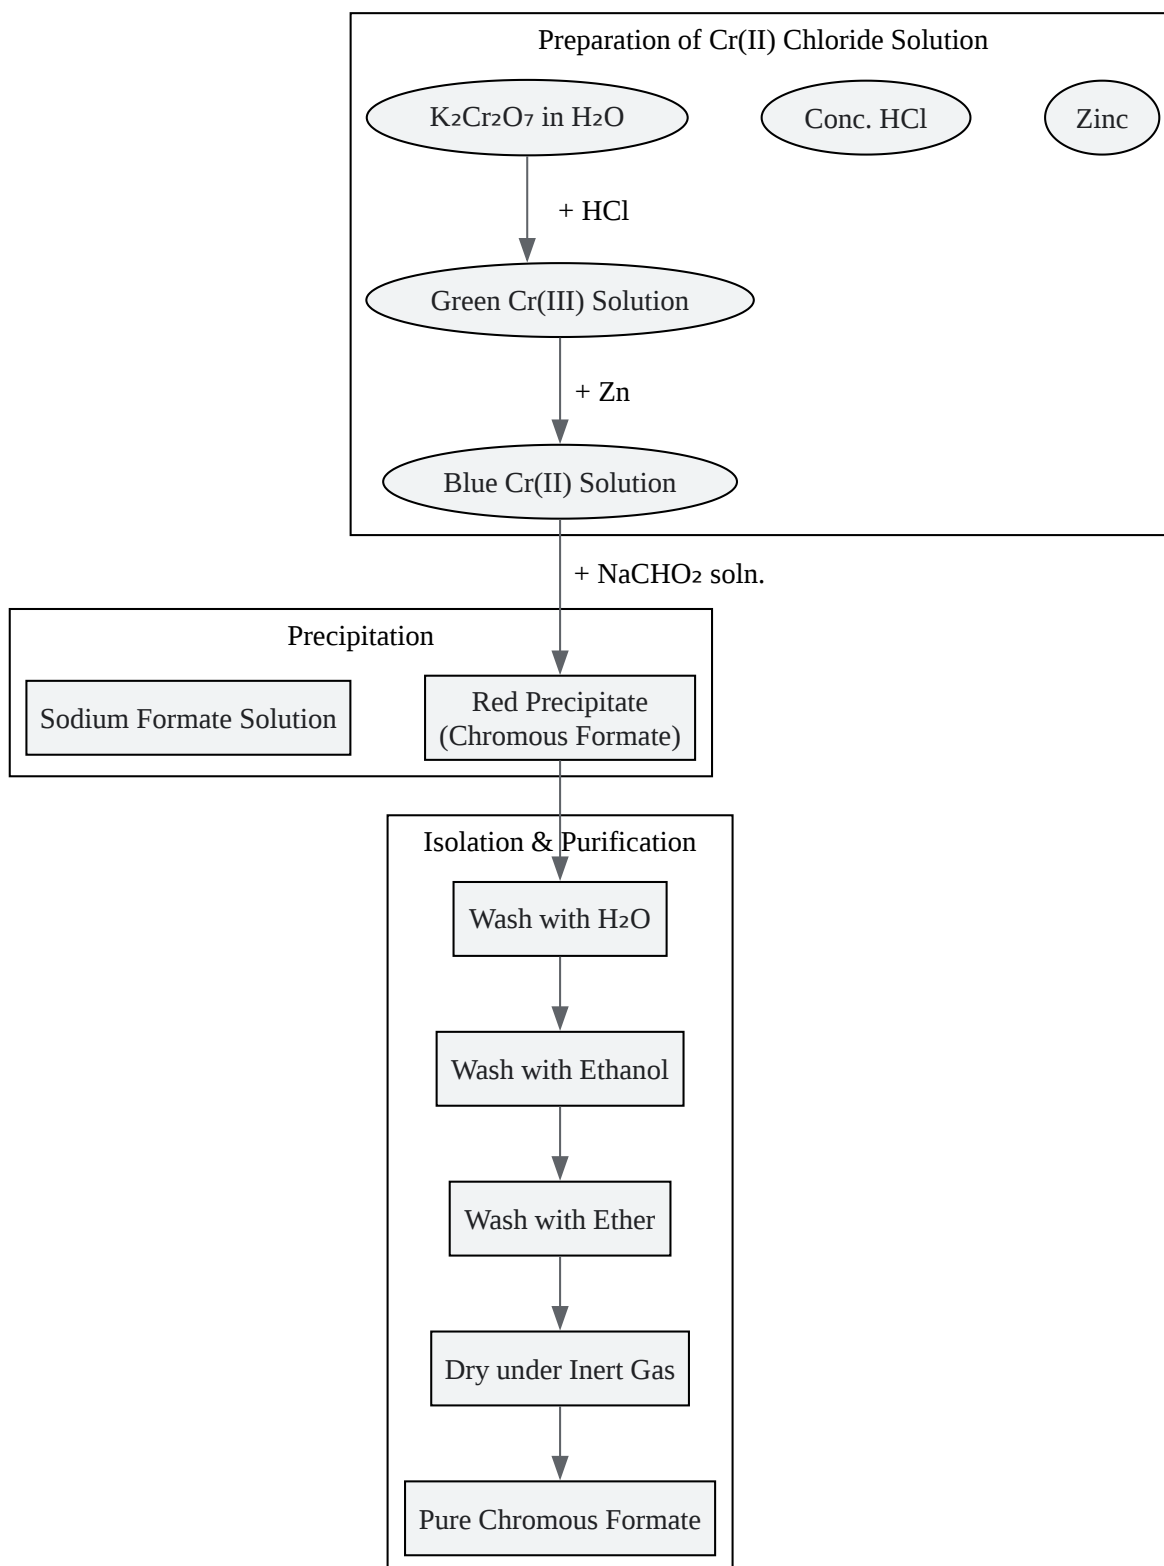 Preparation of Cr(II) Chloride Solution
K₂Cr₂O₇ in H₂O
Conc. HCl
Zinc
+ HCl
Green Cr(III) Solution
+ Zn
Blue Cr(II) Solution
+ NaCHO₂ soln.
Precipitation
Sodium Formate Solution
Red Precipitate
(Chromous Formate)
Isolation & Purification
Wash with H₂O
Wash with Ethanol
Wash with Ether
Dry under Inert Gas
Pure Chromous Formate